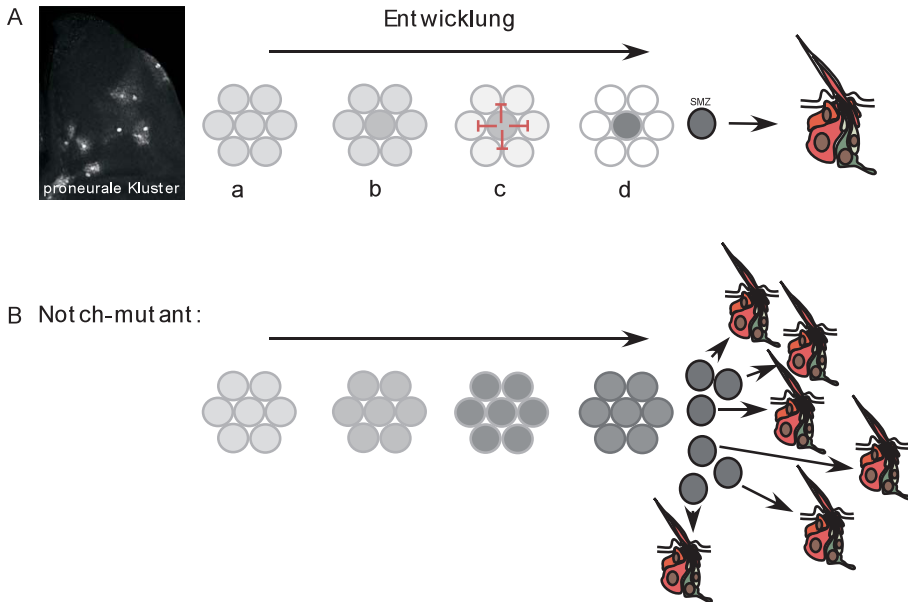 A
Entwicklung
SMZ
proneurale Kluster
a
b
c
d
B Notch-mutant: